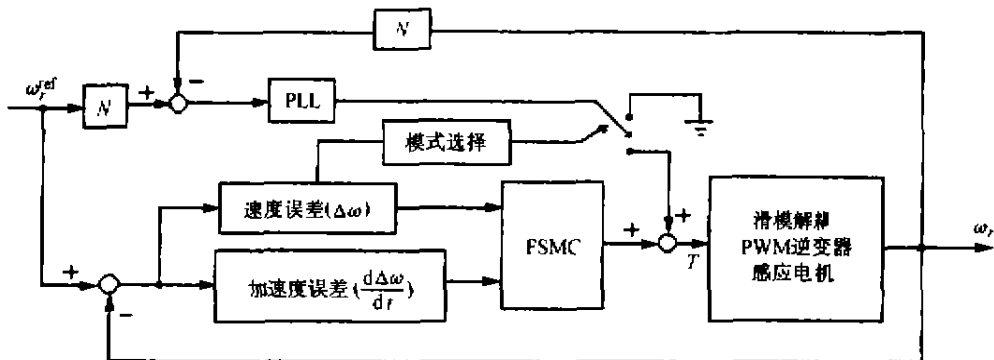 N
ω_r^ref
N
+
−
PLL
模式选择
速度误差(Δω)
FSMC
+
+
T
滑模解耦
PWM逆变器
感应电机
ω_r
+
−
加速度误差(dΔω/dt)